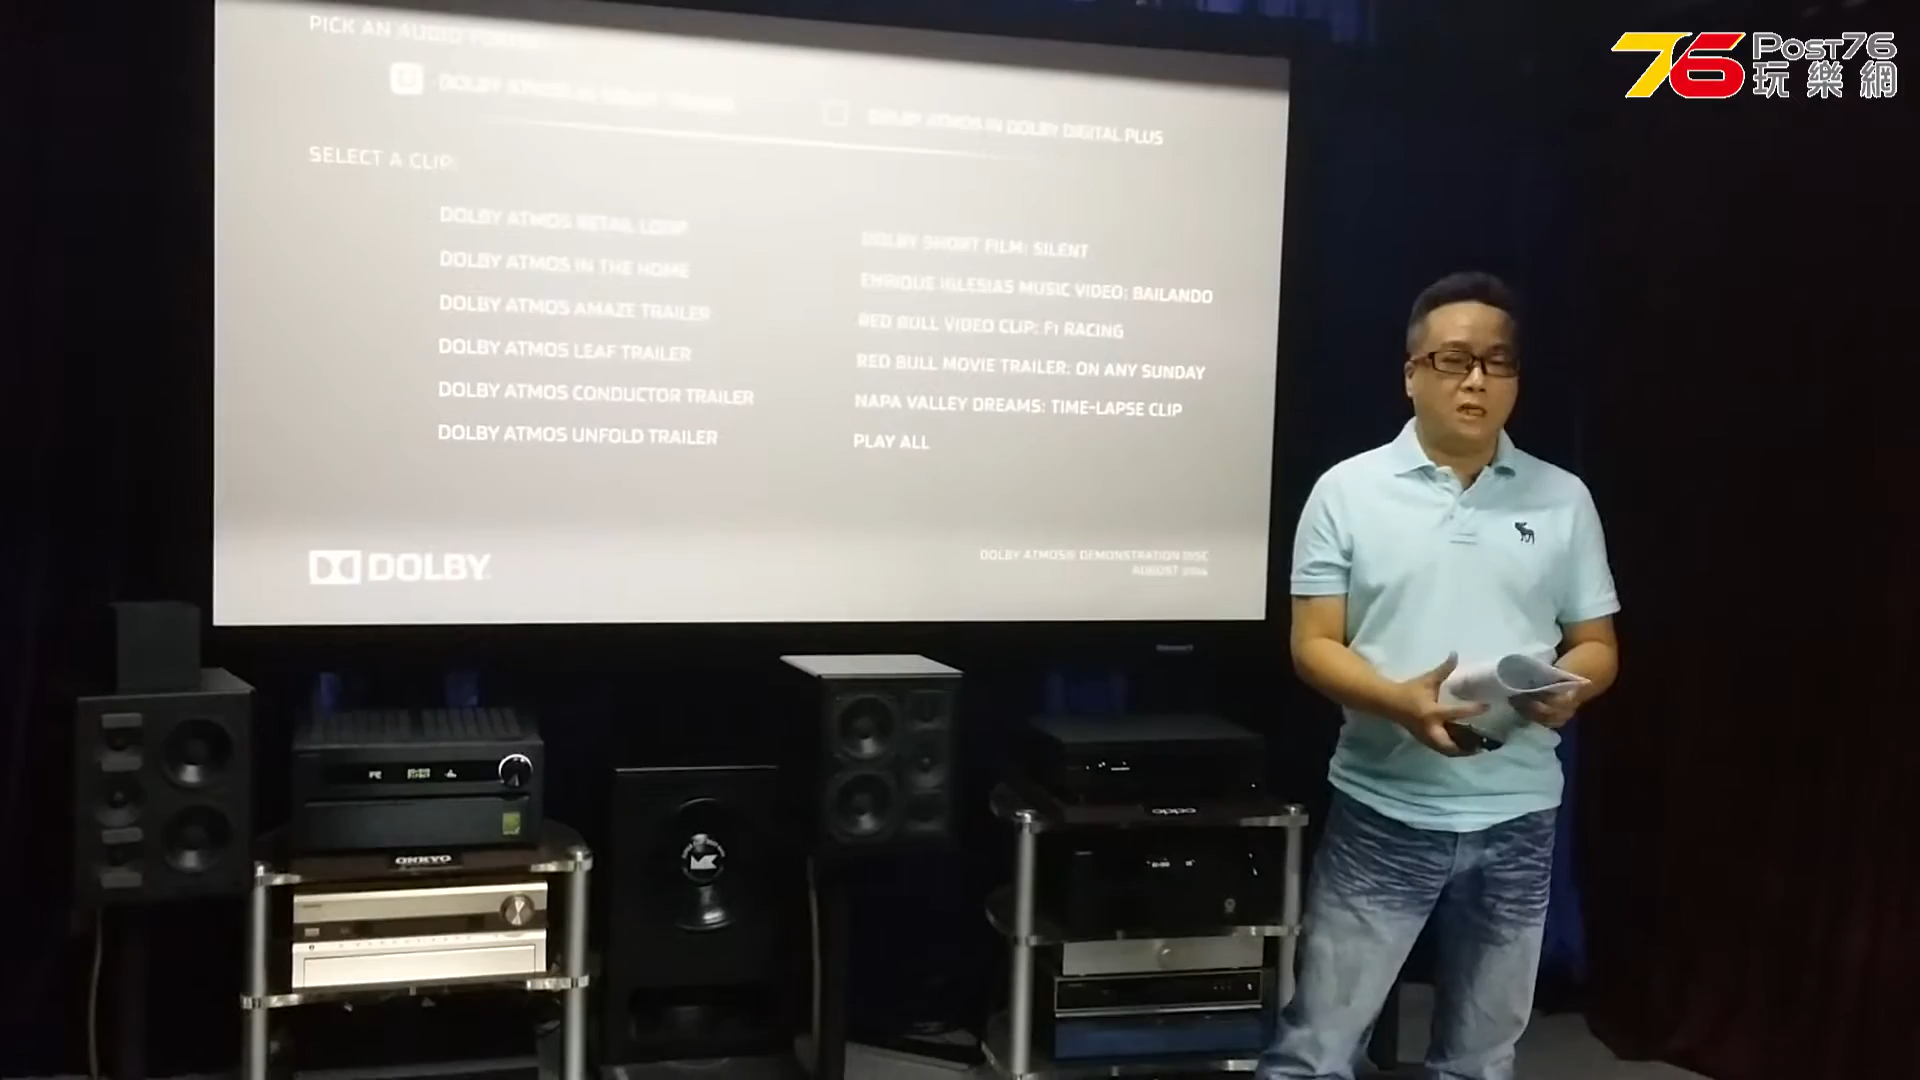 76 POST76
玩樂網
PICK AN AUDIO FORMAT
DOLBY ATMOS IN
DOLBY ATMOS IN DOLBY DIGITAL PLUS
SELECT A CLIP:
DOLBY ATMOS RETAIL LOOP
DOLBY ATMOS IN THE HOME
DOLBY ATMOS AMAZE TRAILER
DOLBY ATMOS LEAF TRAILER
DOLBY ATMOS CONDUCTOR TRAILER
DOLBY ATMOS UNFOLD TRAILER
DOLBY SHORT FILM: SILENT
ENRIQUE IGLESIAS MUSIC VIDEO: BAILANDO
RED BULL VIDEO CLIP: F1 RACING
RED BULL MOVIE TRAILER: ON ANY SUNDAY
NAPA VALLEY DREAMS: TIME-LAPSE CLIP
PLAY ALL
DOLBY
DOLBY ATMOS® DEMONSTRATION DISC
AUGUST 2014
ONKYO
oppo